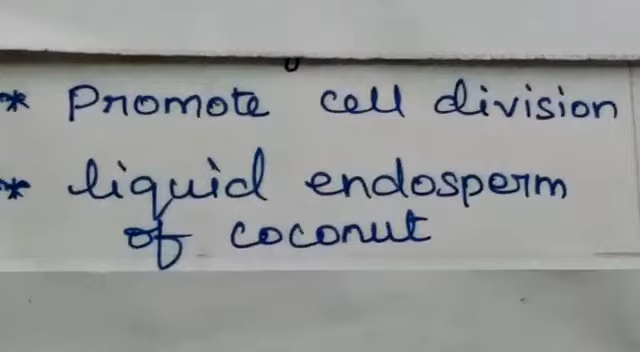 * Promote cell division
* liquid endosperm
of coconut